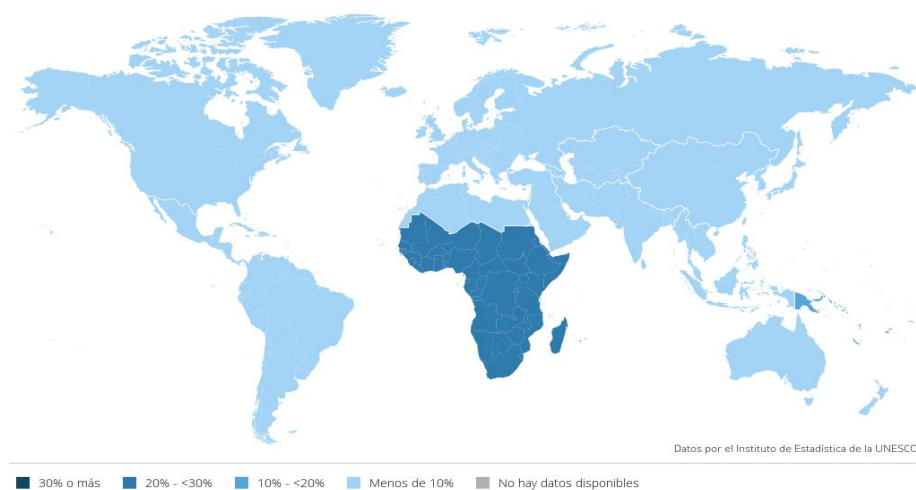 Datos por el Instituto de Estadística de la UNESCO
30% o más 20% - <30% 10% - <20% Menos de 10% No hay datos disponibles